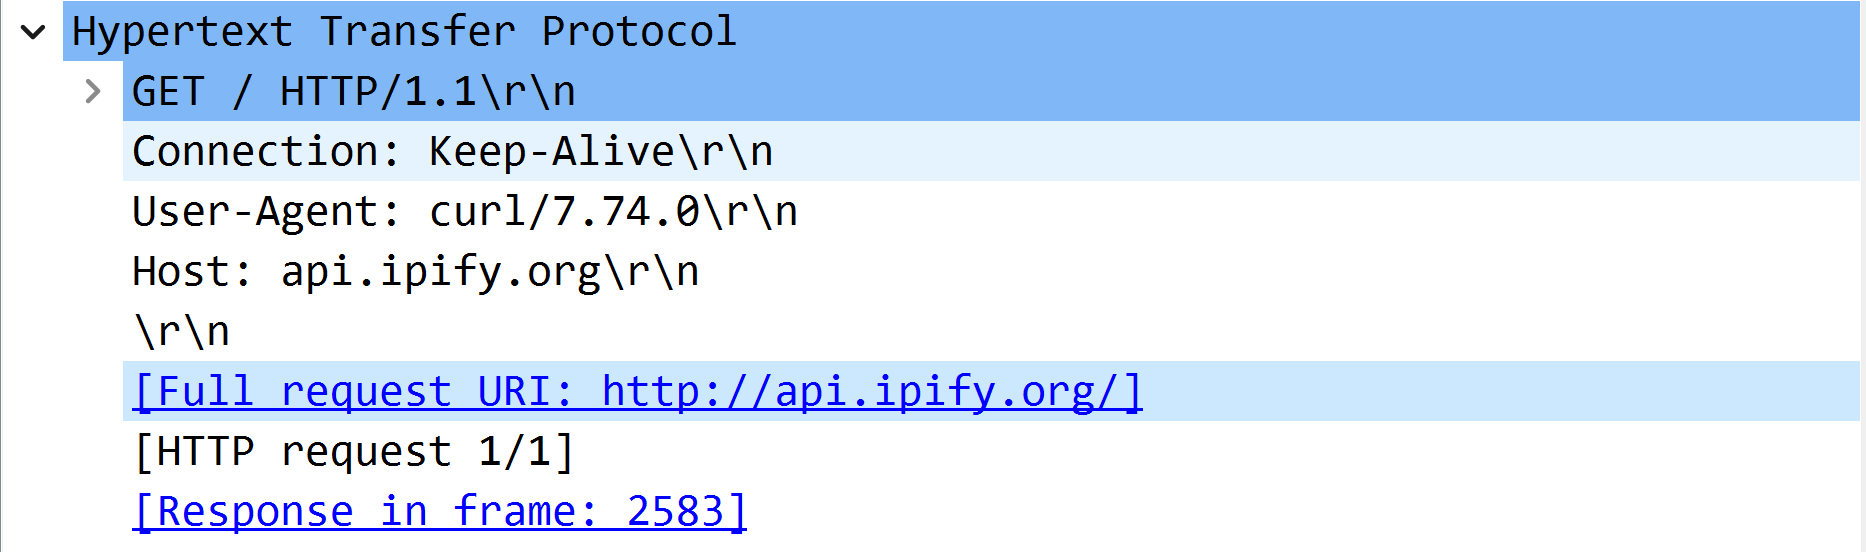 Hypertext Transfer Protocol
GET / HTTP/1.1\r\n
Connection: Keep-Alive\r\n
User-Agent: curl/7.74.0\r\n
Host: api.ipify.org\r\n
\r\n
[Full request URI: http://api.ipify.org/]
[HTTP request 1/1]
[Response in frame: 2583]